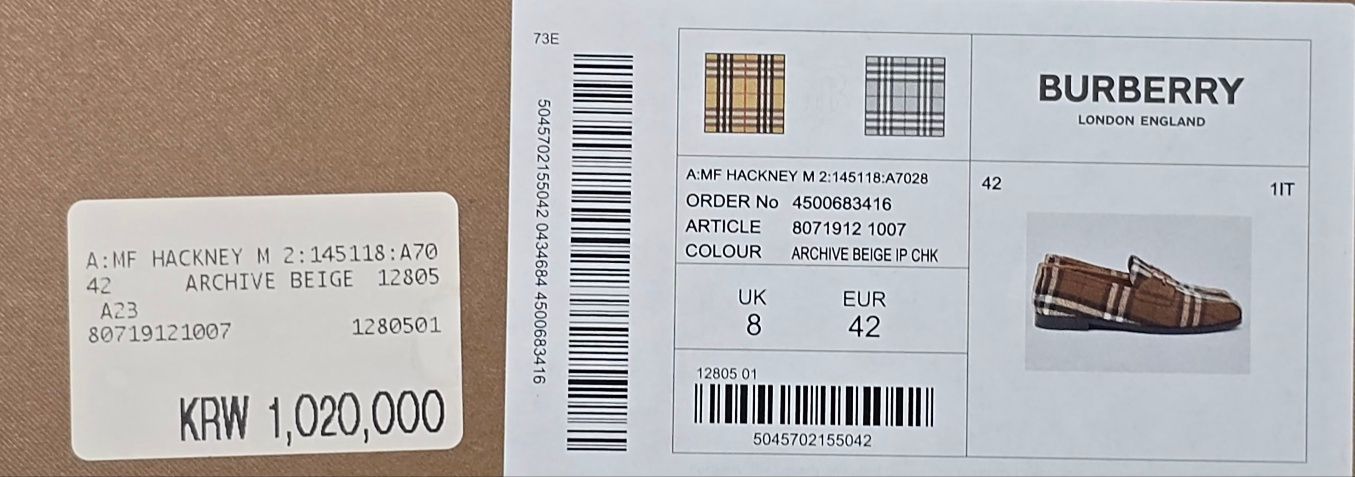 A:MF HACKNEY M 2:145118:A70
42 ARCHIVE BEIGE 12805
A23
80719121007 1280501
KRW 1,020,000
73E
5045702155042 0434684 4500683416
BURBERRY
LONDON ENGLAND
A:MF HACKNEY M 2:145118:A7028
ORDER No 4500683416
ARTICLE 8071912 1007
COLOUR ARCHIVE BEIGE IP CHK
42 1IT
UK EUR
8 42
12805 01
5045702155042